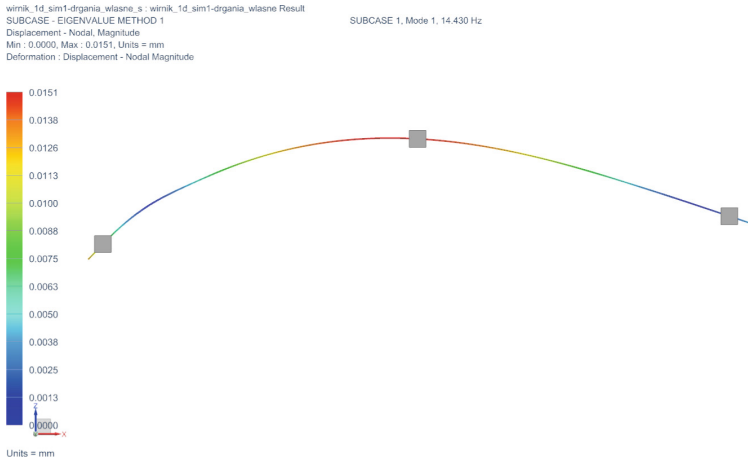 wirnik_1d_sim1-drgania_wlasne_s : wirnik_1d_sim1-drgania_wlasne Result
SUBCASE - EIGENVALUE METHOD 1 SUBCASE 1, Mode 1, 14.430 Hz
Displacement - Nodal, Magnitude
Min : 0.0000, Max : 0.0151, Units = mm
Deformation : Displacement - Nodal Magnitude
0.0151
0.0138
0.0126
0.0113
0.0100
0.0088
0.0075
0.0063
0.0050
0.0038
0.0025
0.0013
Z
0.0000
X
Units = mm